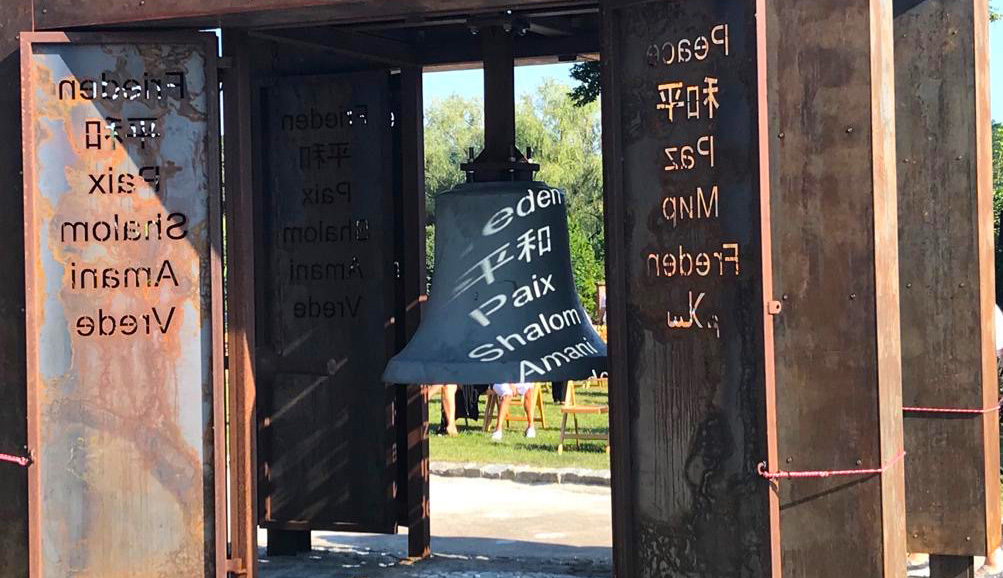 Frieden
平和
Paix
Shalom
Amani
Vrede
Frieden
平和
Paix
Shalom
Amani
Vrede
eden
平和
Paix
Shalom
Amani
Peace
和平
Paz
Мир
Freden